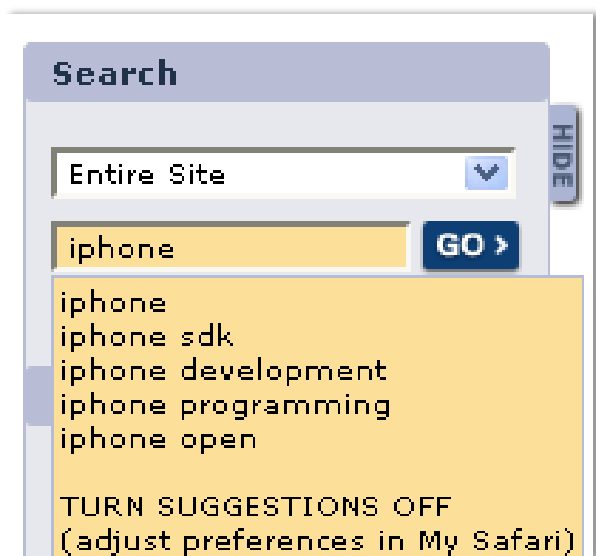 Search
HIDE
Entire Site
iphone
GO ›
iphone
iphone sdk
iphone development
iphone programming
iphone open
TURN SUGGESTIONS OFF
(adjust preferences in My Safari)